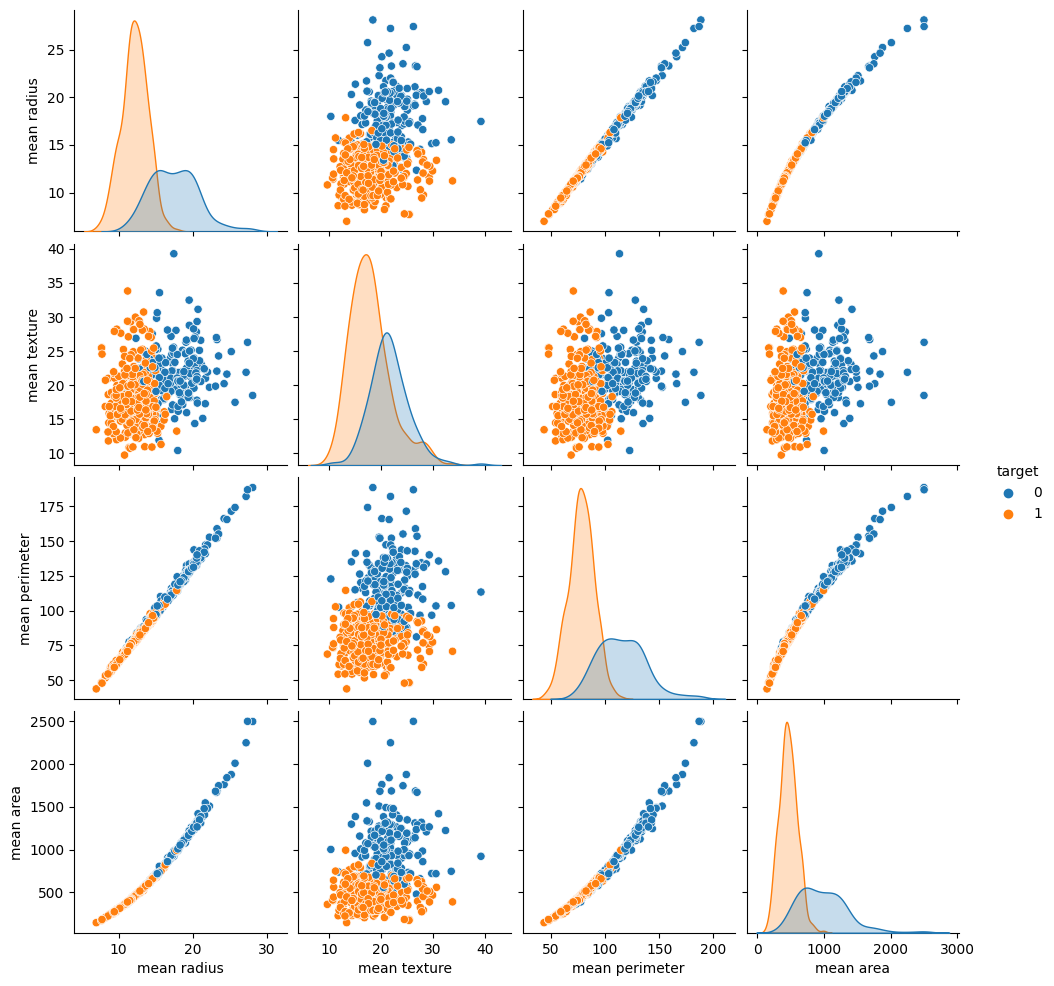 mean radius
25
20
15
10
mean texture
40
35
30
25
20
15
10
target
0
1
mean perimeter
175
150
125
100
75
50
mean area
2500
2000
1500
1000
500
10 20 30
10 20 30 40
50 100 150 200
0 1000 2000 3000
mean radius
mean texture
mean perimeter
mean area